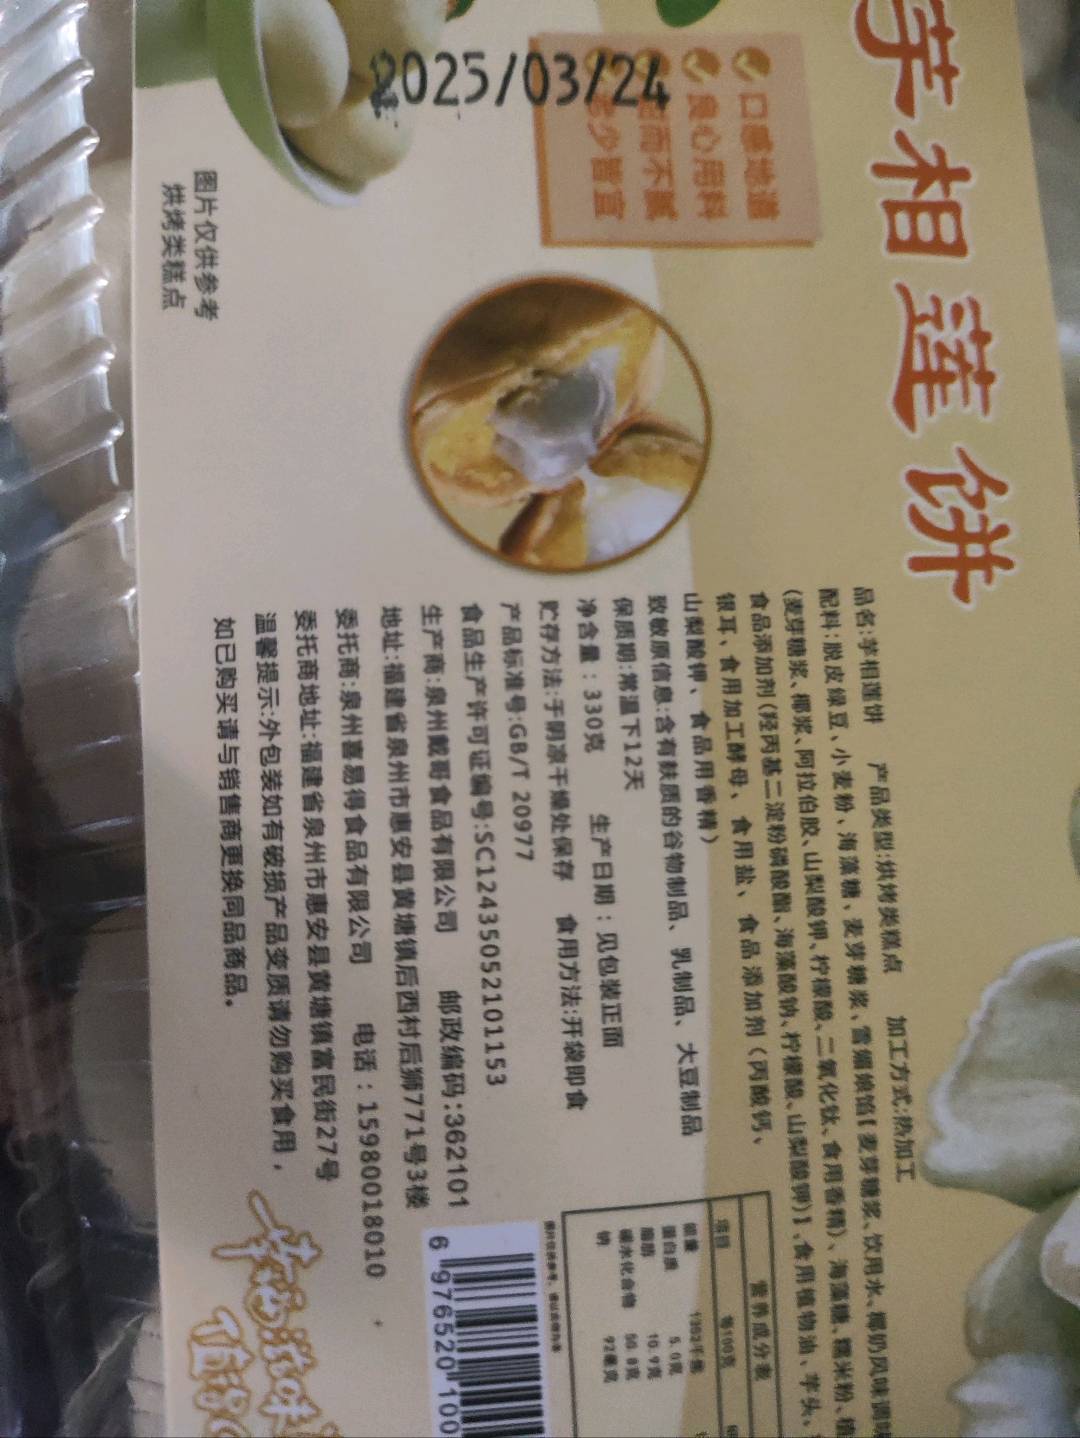 芋相莲饼
口感地道
良心用料
甜而不腻
老少皆宜
2025/03/24
图片仅供参考
烘烤类糕点
品名:芋相莲饼 产品类型:烘烤类糕点 加工方式:热加工
配料:脱皮绿豆、小麦粉、海藻糖、麦芽糖浆、雪媚娘馅【麦芽糖浆、饮用水、椰奶风味调味
(麦芽糖浆、椰浆、阿拉伯胶、山梨酸钾、柠檬酸、二氧化钛、食用香精)、海藻糖、糯米粉、植
食品添加剂(羟丙基二淀粉磷酸酯、海藻酸钠、柠檬酸、山梨酸钾)】、食用植物油、芋头、
银耳、食用加工酵母、食用盐、食品添加剂(丙酸钙、
山梨酸钾、食品用香精)
致敏原信息:含有麸质的谷物制品、乳制品、大豆制品
保质期:常温下12天
净含量:330克 生产日期:见包装正面
贮存方法:于阴凉干燥处保存 食用方法:开袋即食
产品标准号:GB/T 20977
食品生产许可证编号:SC12435052101153
生产商:泉州戴哥食品有限公司 邮政编码:362101
地址:福建省泉州市惠安县黄塘镇后西村后狮771号3楼
委托商:泉州喜易得食品有限公司 电话:15980018010
委托商地址:福建省泉州市惠安县黄塘镇富民街27号
温馨提示:外包装如有破损产品变质请勿购买食用,
如已购买请与销售商更换同品商品。
营养成分表
项目 每100克
能量 1982千焦
蛋白质 5.0克
脂肪 10.9克
碳水化合物 50.8克
钠 92毫克
6 976520 100